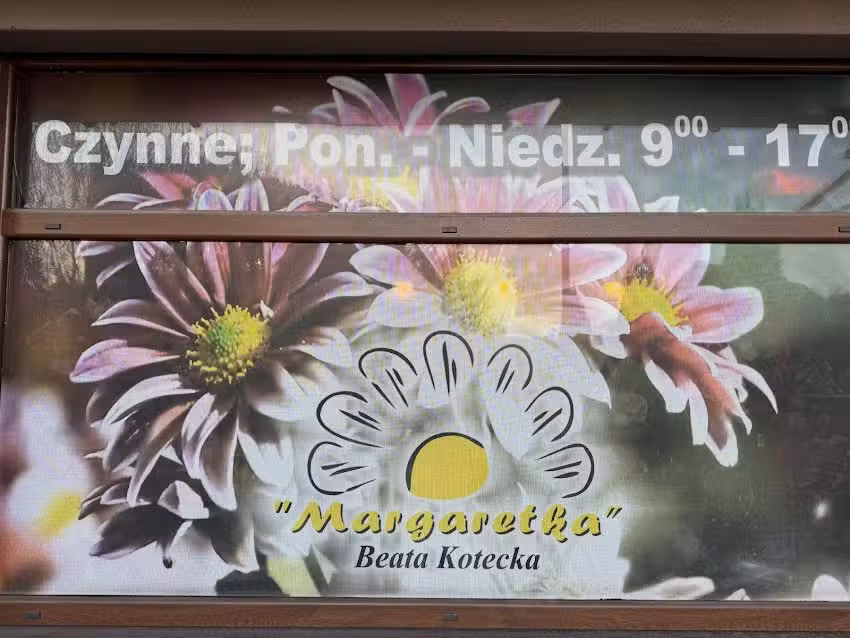 Czynne; Pon. - Niedz. 9⁰⁰ - 17⁰
"Margaretka"
Beata Kotecka